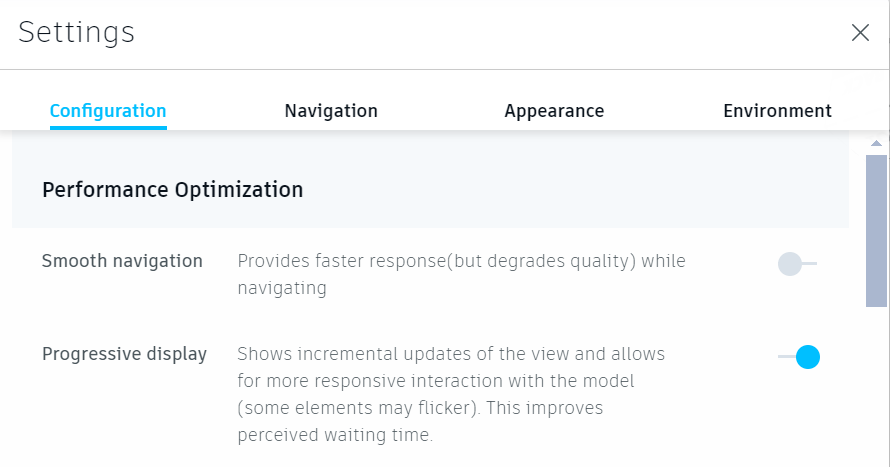 Settings
Configuration Navigation Appearance Environment
Performance Optimization
Smooth navigation Provides faster response(but degrades quality) while
navigating
Progressive display Shows incremental updates of the view and allows
for more responsive interaction with the model
(some elements may flicker). This improves
perceived waiting time.